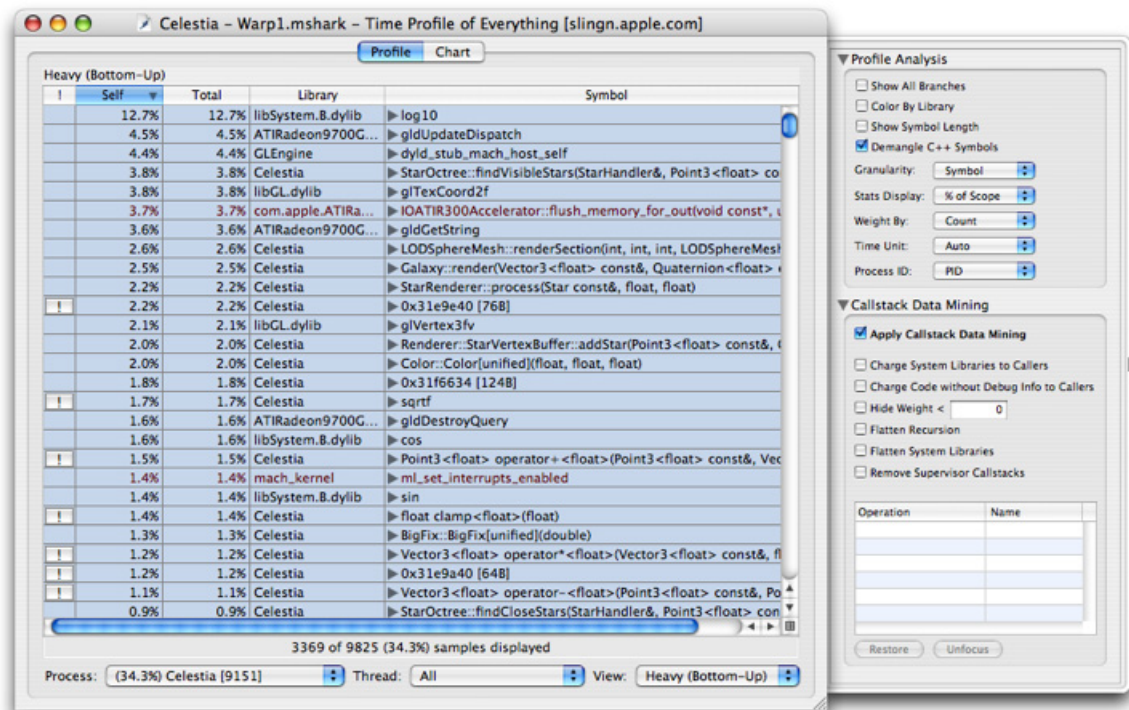 Celestia – Warp1.mshark – Time Profile of Everything [slingn.apple.com]
Profile Chart
Heavy (Bottom–Up)
! Self Total Library Symbol
12.7% 12.7% libSystem.B.dylib log10
4.5% 4.5% ATIRadeon9700G... gldUpdateDispatch
4.4% 4.4% GLEngine dyld_stub_mach_host_self
3.8% 3.8% Celestia StarOctree::findVisibleStars(StarHandler&, Point3<float> co
3.8% 3.8% libGL.dylib glTexCoord2f
3.7% 3.7% com.apple.ATIRa... IOATIR300Accelerator::flush_memory_for_out(void const*, u
3.6% 3.6% ATIRadeon9700G... gldGetString
2.6% 2.6% Celestia LODSphereMesh::renderSection(int, int, int, LODSphereMesh
2.5% 2.5% Celestia Galaxy::render(Vector3<float> const&, Quaternion<float>
2.2% 2.2% Celestia StarRenderer::process(Star const&, float, float)
! 2.2% 2.2% Celestia 0x31e9e40 [76B]
2.1% 2.1% libGL.dylib glVertex3fv
2.0% 2.0% Celestia Renderer::StarVertexBuffer::addStar(Point3<float> const&,
2.0% 2.0% Celestia Color::Color[unified](float, float, float)
1.8% 1.8% Celestia 0x31f6634 [124B]
! 1.7% 1.7% Celestia sqrtf
1.6% 1.6% ATIRadeon9700G... gldDestroyQuery
1.6% 1.6% libSystem.B.dylib cos
! 1.5% 1.5% Celestia Point3<float> operator+<float>(Point3<float> const&, Vec
1.4% 1.4% mach_kernel ml_set_interrupts_enabled
1.4% 1.4% libSystem.B.dylib sin
! 1.4% 1.4% Celestia float clamp<float>(float)
1.3% 1.3% Celestia BigFix::BigFix[unified](double)
! 1.2% 1.2% Celestia Vector3<float> operator*<float>(Vector3<float> const&, fl
! 1.2% 1.2% Celestia 0x31e9a40 [64B]
! 1.1% 1.1% Celestia Vector3<float> operator-<float>(Point3<float> const&, Po
0.9% 0.9% Celestia StarOctree::findCloseStars(StarHandler&, Point3<float> con
3369 of 9825 (34.3%) samples displayed
Process: (34.3%) Celestia [9151] Thread: All View: Heavy (Bottom–Up)
Profile Analysis
Show All Branches
Color By Library
Show Symbol Length
Demangle C++ Symbols
Granularity: Symbol
Stats Display: % of Scope
Weight By: Count
Time Unit: Auto
Process ID: PID
Callstack Data Mining
Apply Callstack Data Mining
Charge System Libraries to Callers
Charge Code without Debug Info to Callers
Hide Weight < 0
Flatten Recursion
Flatten System Libraries
Remove Supervisor Callstacks
Operation Name
Restore Unfocus